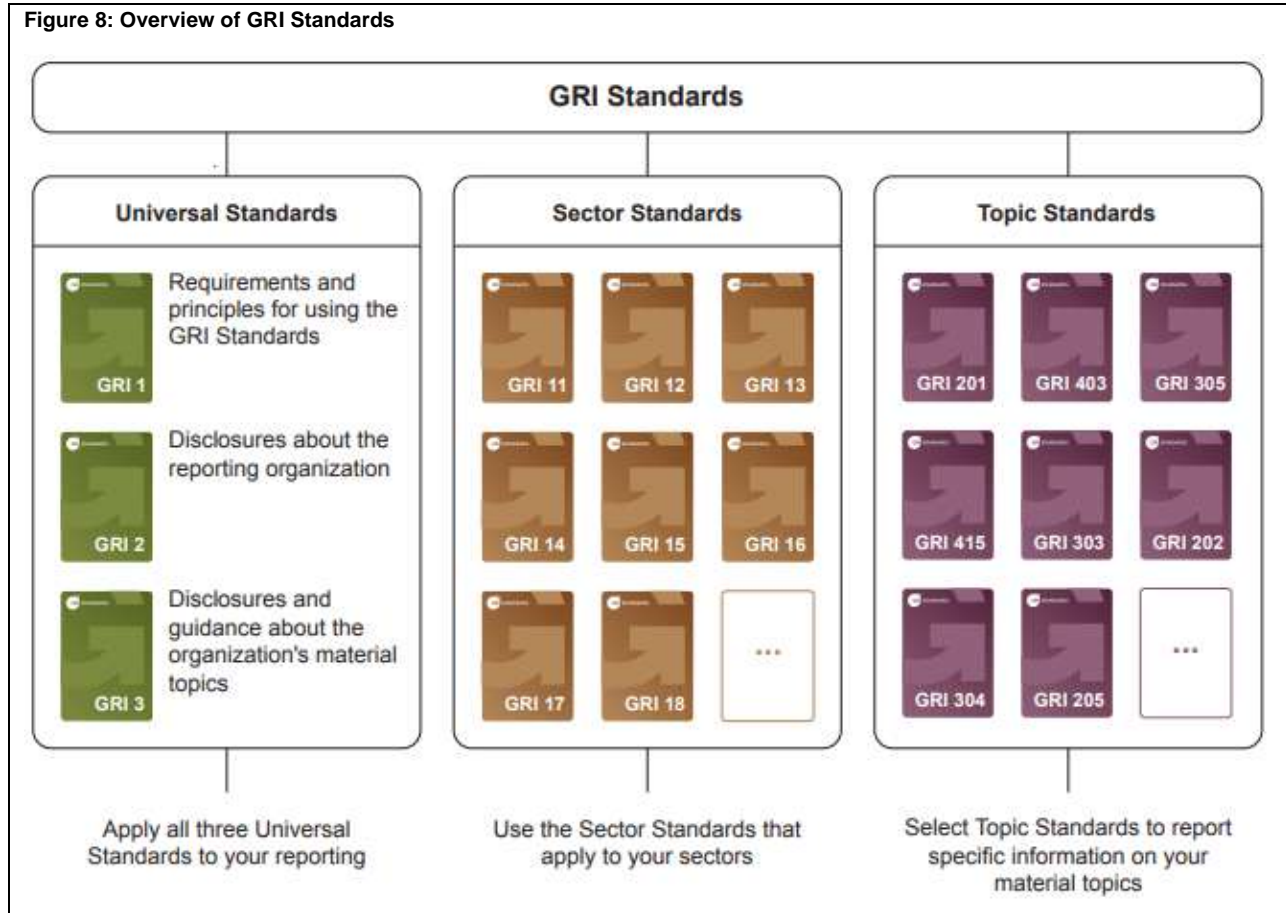 Figure 8: Overview of GRI Standards
GRI Standards
Universal Standards
GRI 1
Requirements and
principles for using the
GRI Standards
GRI 2
Disclosures about the
reporting organization
GRI 3
Disclosures and
guidance about the
organization's material
topics
Apply all three Universal
Standards to your reporting
Sector Standards
GRI 11
GRI 12
GRI 13
GRI 14
GRI 15
GRI 16
GRI 17
GRI 18
...
Use the Sector Standards that
apply to your sectors
Topic Standards
GRI 201
GRI 403
GRI 305
GRI 415
GRI 303
GRI 202
GRI 304
GRI 205
...
Select Topic Standards to report
specific information on your
material topics